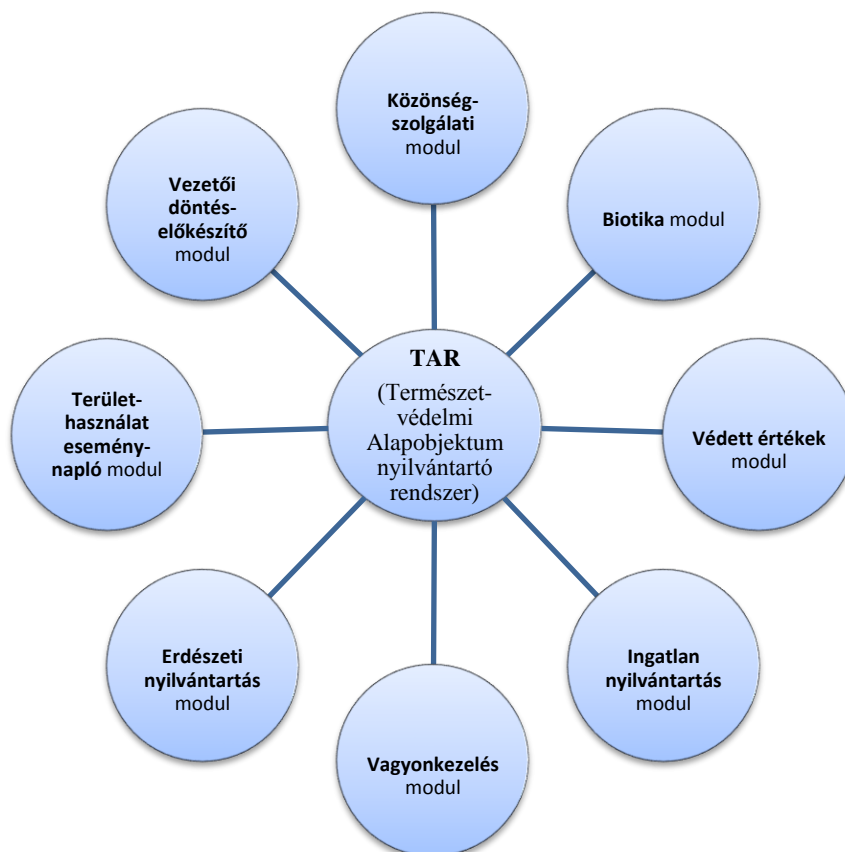 Közönség-
szolgálati
modul
Vezetői
döntés-
előkészítő
modul
Biotika modul
TAR
(Természet-
védelmi
Alapobjektum
nyilvántartó
rendszer)
Terület-
használat
esemény-
napló modul
Védett értékek
modul
Erdészeti
nyilvántartás
modul
Ingatlan
nyilvántartás
modul
Vagyonkezelés
modul